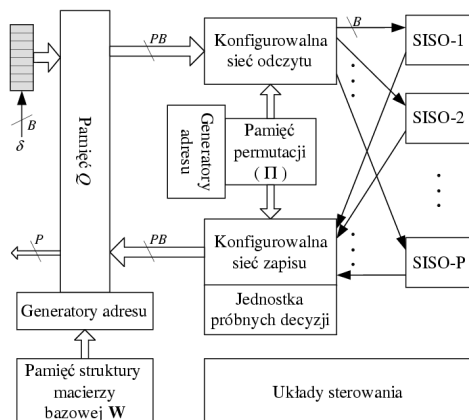 B
δ
Pamięć Q
PB
Konfigurowalna
sieć odczytu
B
SISO-1
SISO-2
Generatory
adresu
Pamięć
permutacji
( Π )
P
PB
Konfigurowalna
sieć zapisu
SISO-P
Jednostka
próbnych decyzji
Generatory adresu
Pamięć struktury
macierzy
bazowej W
Układy sterowania